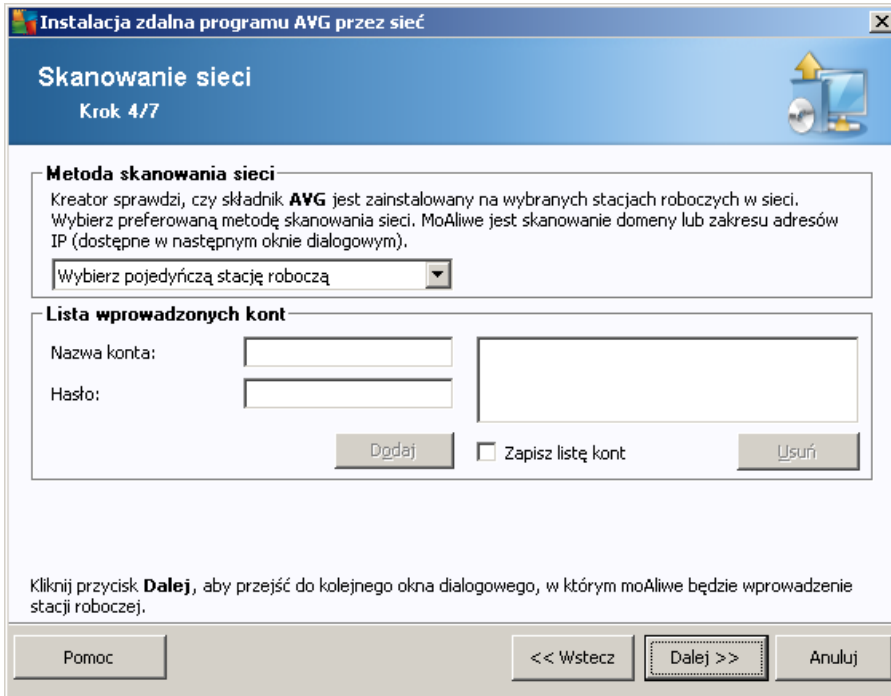 Instalacja zdalna programu AVG przez sieć
Skanowanie sieci
Krok 4/7
Metoda skanowania sieci
Kreator sprawdzi, czy składnik AVG jest zainstalowany na wybranych stacjach roboczych w sieci.
Wybierz preferowaną metodę skanowania sieci. MoAliwe jest skanowanie domeny lub zakresu adresów
IP (dostępne w następnym oknie dialogowym).
Wybierz pojedyńczą stację roboczą
Lista wprowadzonych kont
Nazwa konta:
Hasło:
Dodaj
Zapisz listę kont
Usuń
Kliknij przycisk Dalej, aby przejść do kolejnego okna dialogowego, w którym moAliwe będzie wprowadzenie
stacji roboczej.
Pomoc
<< Wstecz
Dalej >>
Anuluj